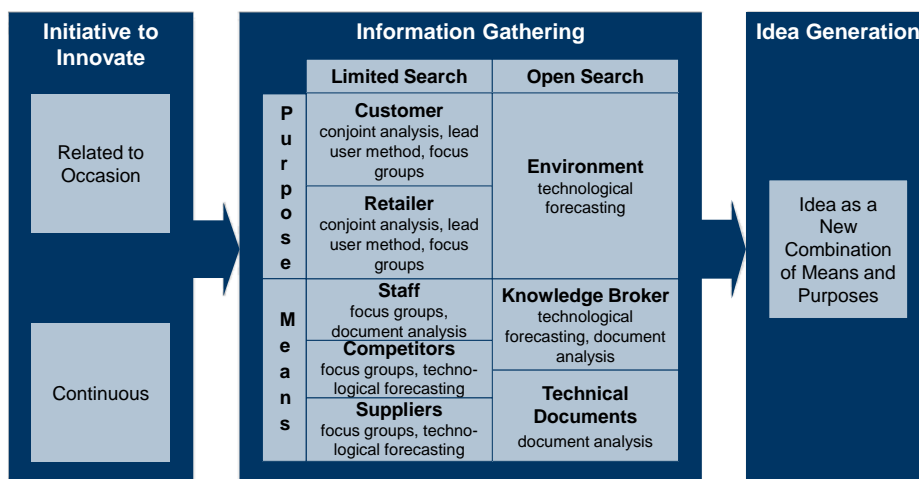 Initiative to
Innovate
Related to
Occasion
Continuous
Information Gathering
Limited Search
Open Search
P
u
r
p
o
s
e
Customer
conjoint analysis, lead
user method, focus
groups
Retailer
conjoint analysis, lead
user method, focus
groups
Environment
technological
forecasting
M
e
a
n
s
Staff
focus groups,
document analysis
Competitors
focus groups, techno-
logical forecasting
Suppliers
focus groups, techno-
logical forecasting
Knowledge Broker
technological
forecasting, document
analysis
Technical
Documents
document analysis
Idea Generation
Idea as a
New
Combination
of Means and
Purposes